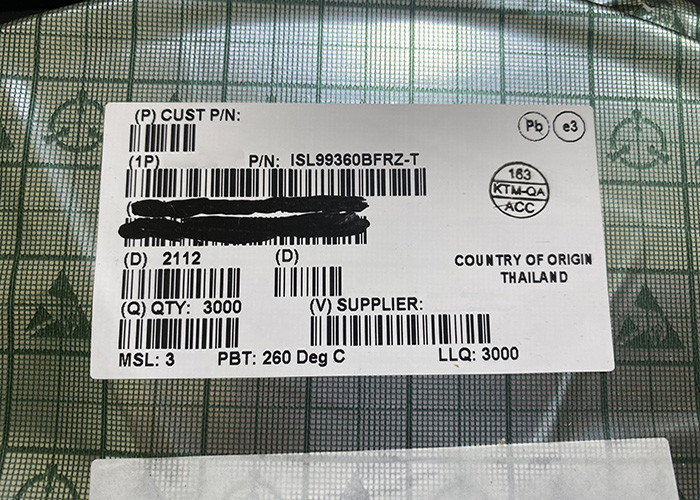 (P) CUST P/N:
Pb e3
(1P) P/N: ISL99360BFRZ-T
163
KTM-QA
ACC
(D) 2112 (D)
COUNTRY OF ORIGIN
THAILAND
(Q) QTY: 3000 (V) SUPPLIER:
MSL: 3 PBT: 260 Deg C LLQ: 3000